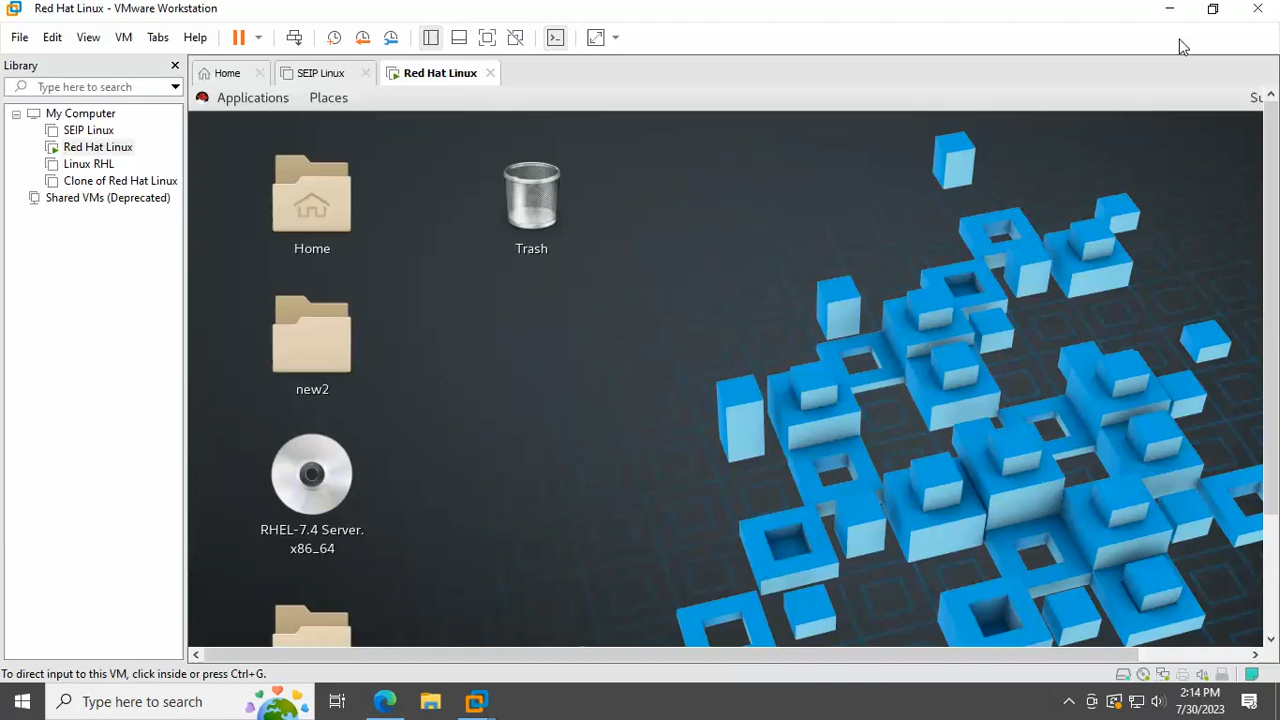 Red Hat Linux - VMware Workstation
File Edit View VM Tabs Help
Library
Type here to search
My Computer
SEIP Linux
Red Hat Linux
Linux RHL
Clone of Red Hat Linux
Shared VMs (Deprecated)
Home SEIP Linux Red Hat Linux
Applications Places Su
Home
Trash
new2
RHEL-7.4 Server.
x86_64
To direct input to this VM, click inside or press Ctrl+G.
Type here to search
2:14 PM
7/30/2023